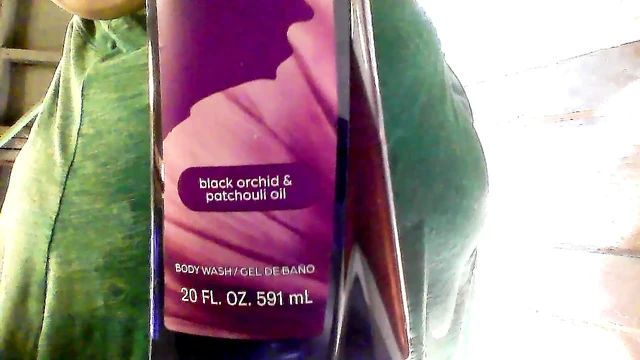 black orchid &
patchouli oil
BODY WASH / GEL DE BAÑO
20 FL. OZ. 591 mL